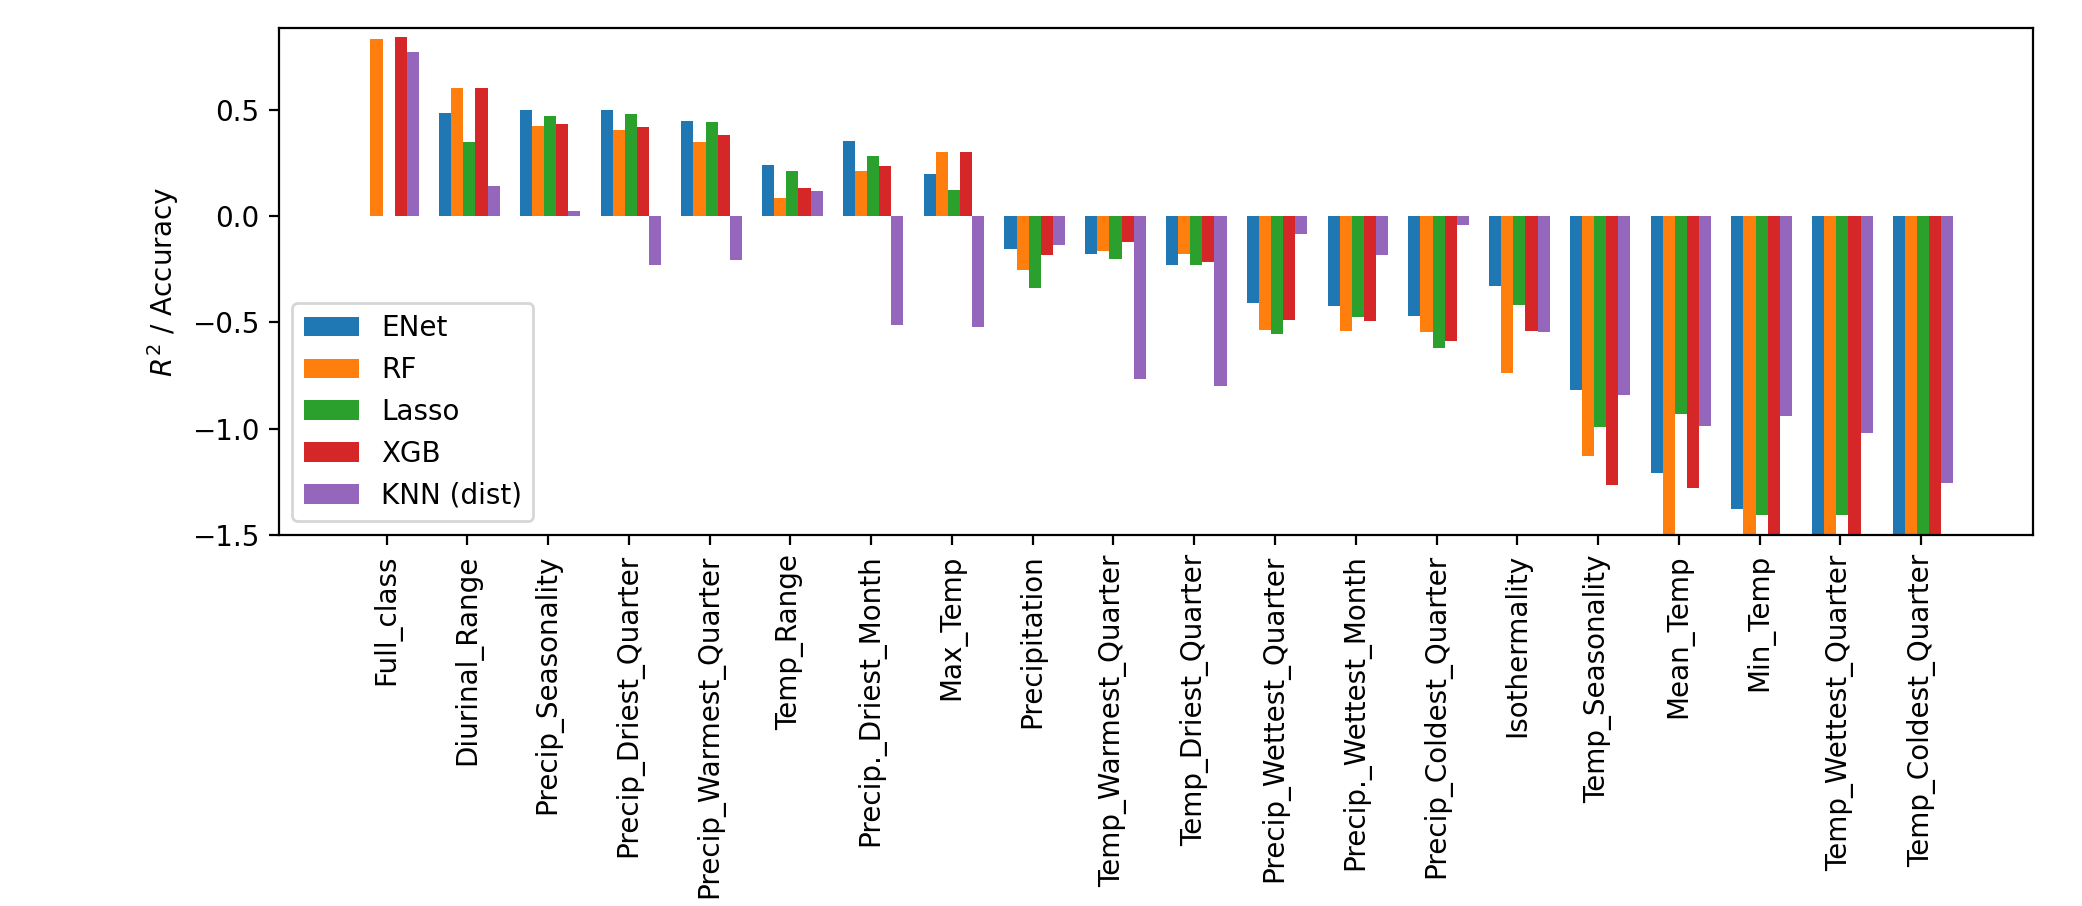 R² / Accuracy
0.5
0.0
−0.5
−1.0
−1.5
ENet
RF
Lasso
XGB
KNN (dist)
Full_class
Diurinal_Range
Precip_Seasonality
Precip_Driest_Quarter
Precip_Warmest_Quarter
Temp_Range
Precip._Driest_Month
Max_Temp
Precipitation
Temp_Warmest_Quarter
Temp_Driest_Quarter
Precip_Wettest_Quarter
Precip._Wettest_Month
Precip_Coldest_Quarter
Isothermality
Temp_Seasonality
Mean_Temp
Min_Temp
Temp_Wettest_Quarter
Temp_Coldest_Quarter